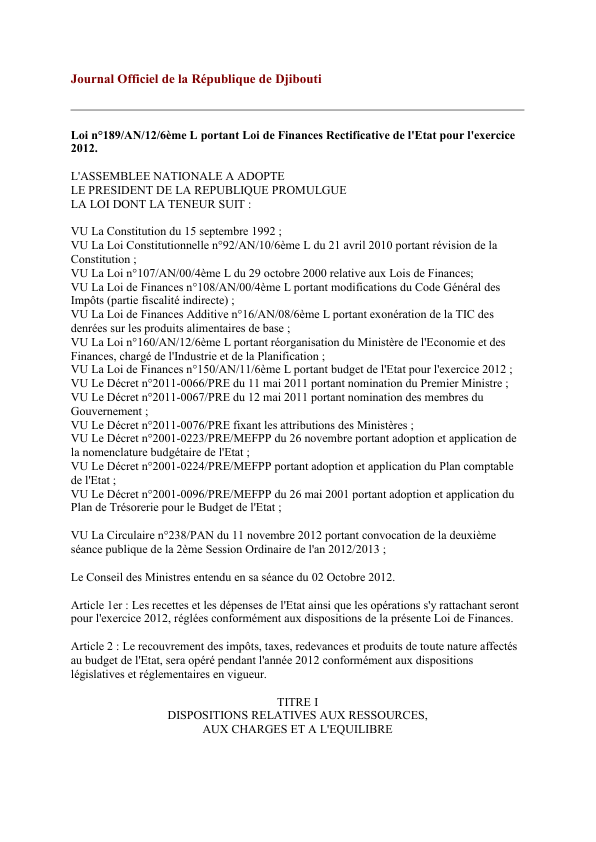 Journal Officiel de la République de Djibouti
Loi n°189/AN/12/6ème L portant Loi de Finances Rectificative de l'Etat pour l'exercice
2012.
L'ASSEMBLEE NATIONALE A ADOPTE
LE PRESIDENT DE LA REPUBLIQUE PROMULGUE
LA LOI DONT LA TENEUR SUIT :
VU La Constitution du 15 septembre 1992 ;
VU La Loi Constitutionnelle n°92/AN/10/6ème L du 21 avril 2010 portant révision de la
Constitution ;
VU La Loi n°107/AN/00/4ème L du 29 octobre 2000 relative aux Lois de Finances;
VU La Loi de Finances n°108/AN/00/4ème L portant modifications du Code Général des
Impôts (partie fiscalité indirecte) ;
VU La Loi de Finances Additive n°16/AN/08/6ème L portant exonération de la TIC des
denrées sur les produits alimentaires de base ;
VU La Loi n°160/AN/12/6ème L portant réorganisation du Ministère de l'Economie et des
Finances, chargé de l'Industrie et de la Planification ;
VU La Loi de Finances n°150/AN/11/6ème L portant budget de l'Etat pour l'exercice 2012 ;
VU Le Décret n°2011-0066/PRE du 11 mai 2011 portant nomination du Premier Ministre ;
VU Le Décret n°2011-0067/PRE du 12 mai 2011 portant nomination des membres du
Gouvernement ;
VU Le Décret n°2011-0076/PRE fixant les attributions des Ministères ;
VU Le Décret n°2001-0223/PRE/MEFPP du 26 novembre portant adoption et application de
la nomenclature budgétaire de l'Etat ;
VU Le Décret n°2001-0224/PRE/MEFPP portant adoption et application du Plan comptable
de l'Etat ;
VU Le Décret n°2001-0096/PRE/MEFPP du 26 mai 2001 portant adoption et application du
Plan de Trésorerie pour le Budget de l'Etat ;
VU La Circulaire n°238/PAN du 11 novembre 2012 portant convocation de la deuxième
séance publique de la 2ème Session Ordinaire de l'an 2012/2013 ;
Le Conseil des Ministres entendu en sa séance du 02 Octobre 2012.
Article 1er : Les recettes et les dépenses de l'Etat ainsi que les opérations s'y rattachant seront
pour l'exercice 2012, réglées conformément aux dispositions de la présente Loi de Finances.
Article 2 : Le recouvrement des impôts, taxes, redevances et produits de toute nature affectés
au budget de l'Etat, sera opéré pendant l'année 2012 conformément aux dispositions
législatives et réglementaires en vigueur.
TITRE I
DISPOSITIONS RELATIVES AUX RESSOURCES,
AUX CHARGES ET A L'EQUILIBRE